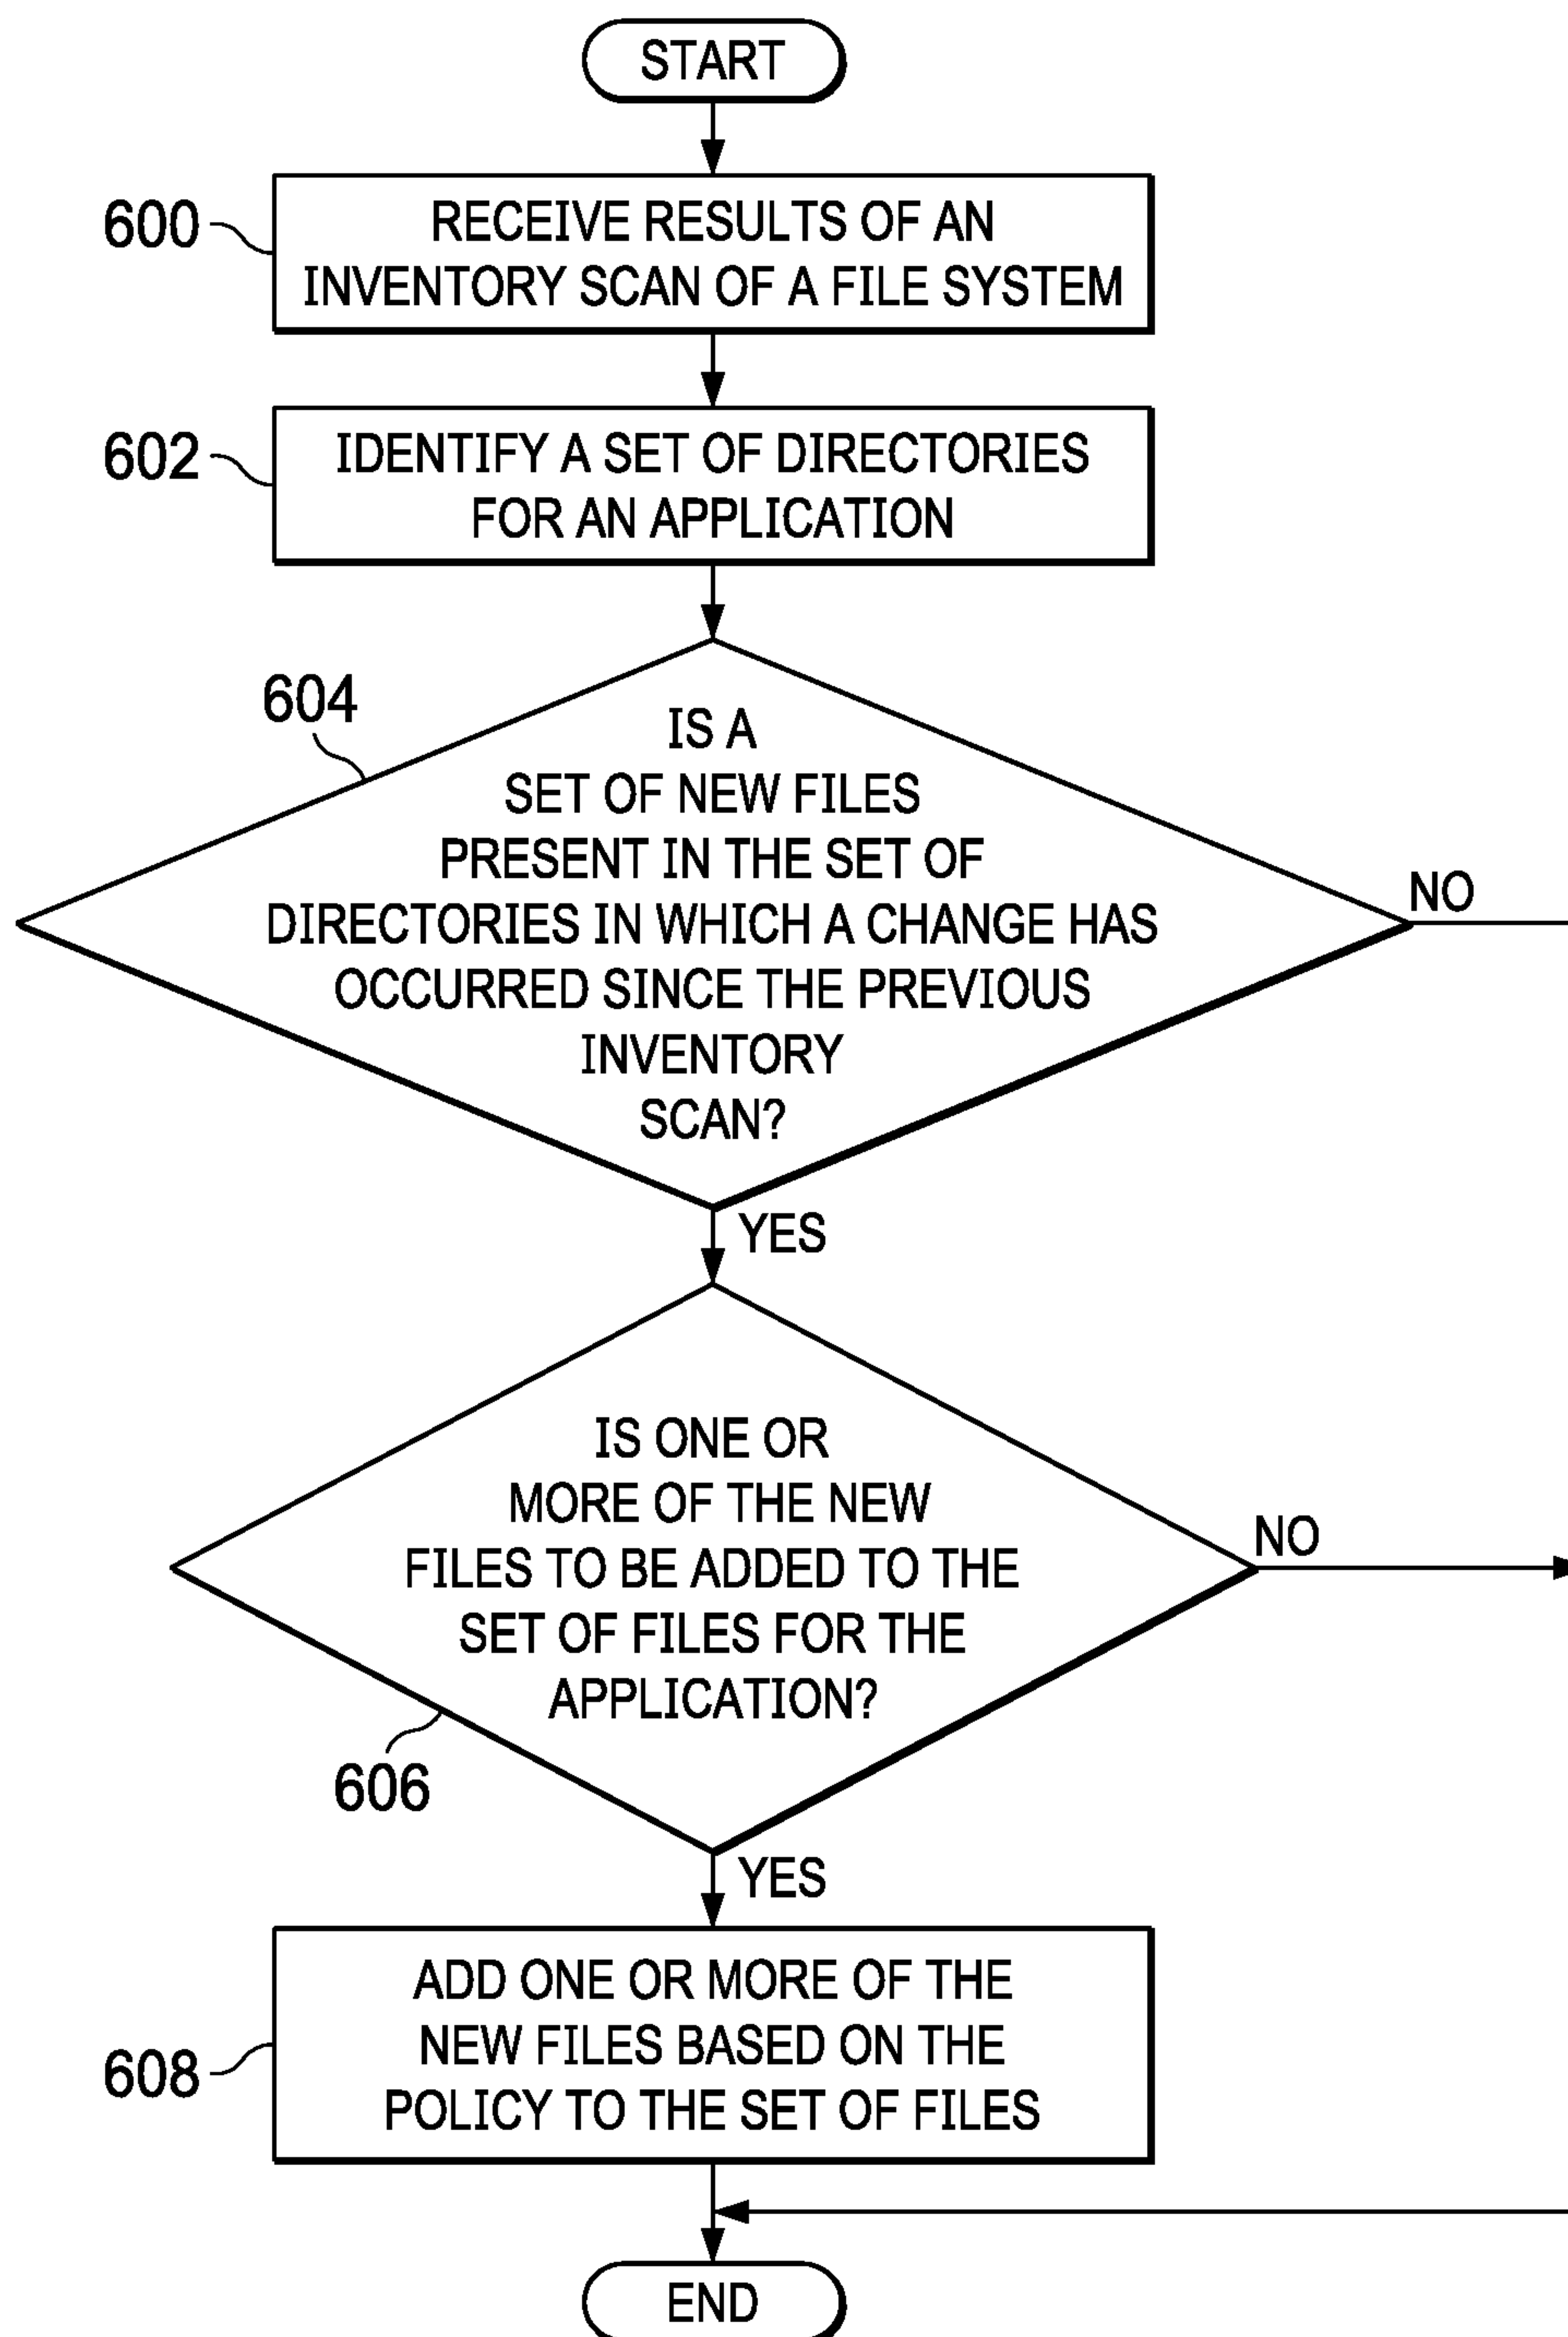 START
600
RECEIVE RESULTS OF AN
INVENTORY SCAN OF A FILE SYSTEM
602
IDENTIFY A SET OF DIRECTORIES
FOR AN APPLICATION
604
IS A
SET OF NEW FILES
PRESENT IN THE SET OF
DIRECTORIES IN WHICH A CHANGE HAS
OCCURRED SINCE THE PREVIOUS
INVENTORY
SCAN?
NO
YES
IS ONE OR
MORE OF THE NEW
FILES TO BE ADDED TO THE
SET OF FILES FOR THE
APPLICATION?
NO
606
YES
608
ADD ONE OR MORE OF THE
NEW FILES BASED ON THE
POLICY TO THE SET OF FILES
END